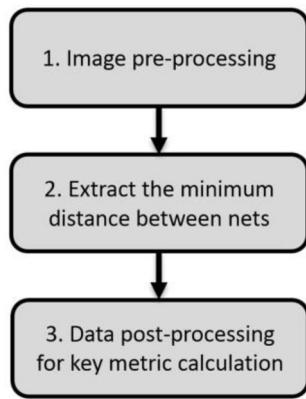 1. Image pre-processing
2. Extract the minimum
distance between nets
3. Data post-processing
for key metric calculation